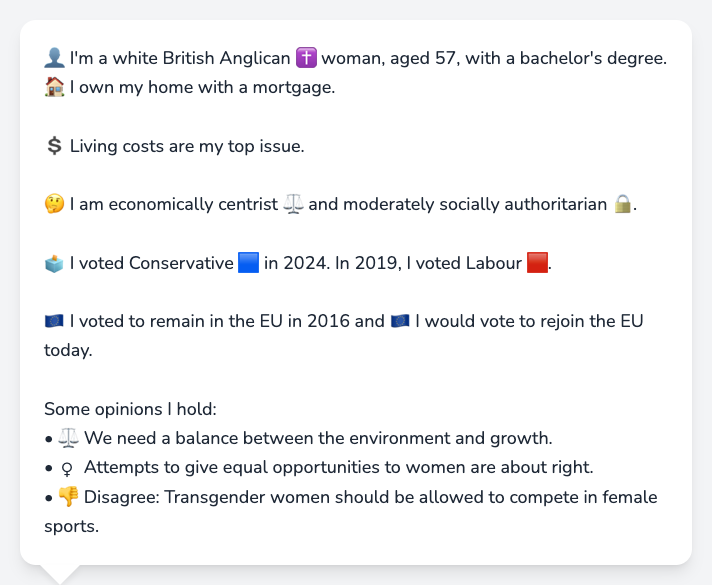 👤 I'm a white British Anglican ✝️ woman, aged 57, with a bachelor's degree.
🏠 I own my home with a mortgage.
💲 Living costs are my top issue.
🤔 I am economically centrist ⚖️ and moderately socially authoritarian 🔒.
🗳️ I voted Conservative 🟦 in 2024. In 2019, I voted Labour 🟥.
🇪🇺 I voted to remain in the EU in 2016 and 🇪🇺 I would vote to rejoin the EU
today.
Some opinions I hold:
• ⚖️ We need a balance between the environment and growth.
• ♀ Attempts to give equal opportunities to women are about right.
• 👎 Disagree: Transgender women should be allowed to compete in female
sports.